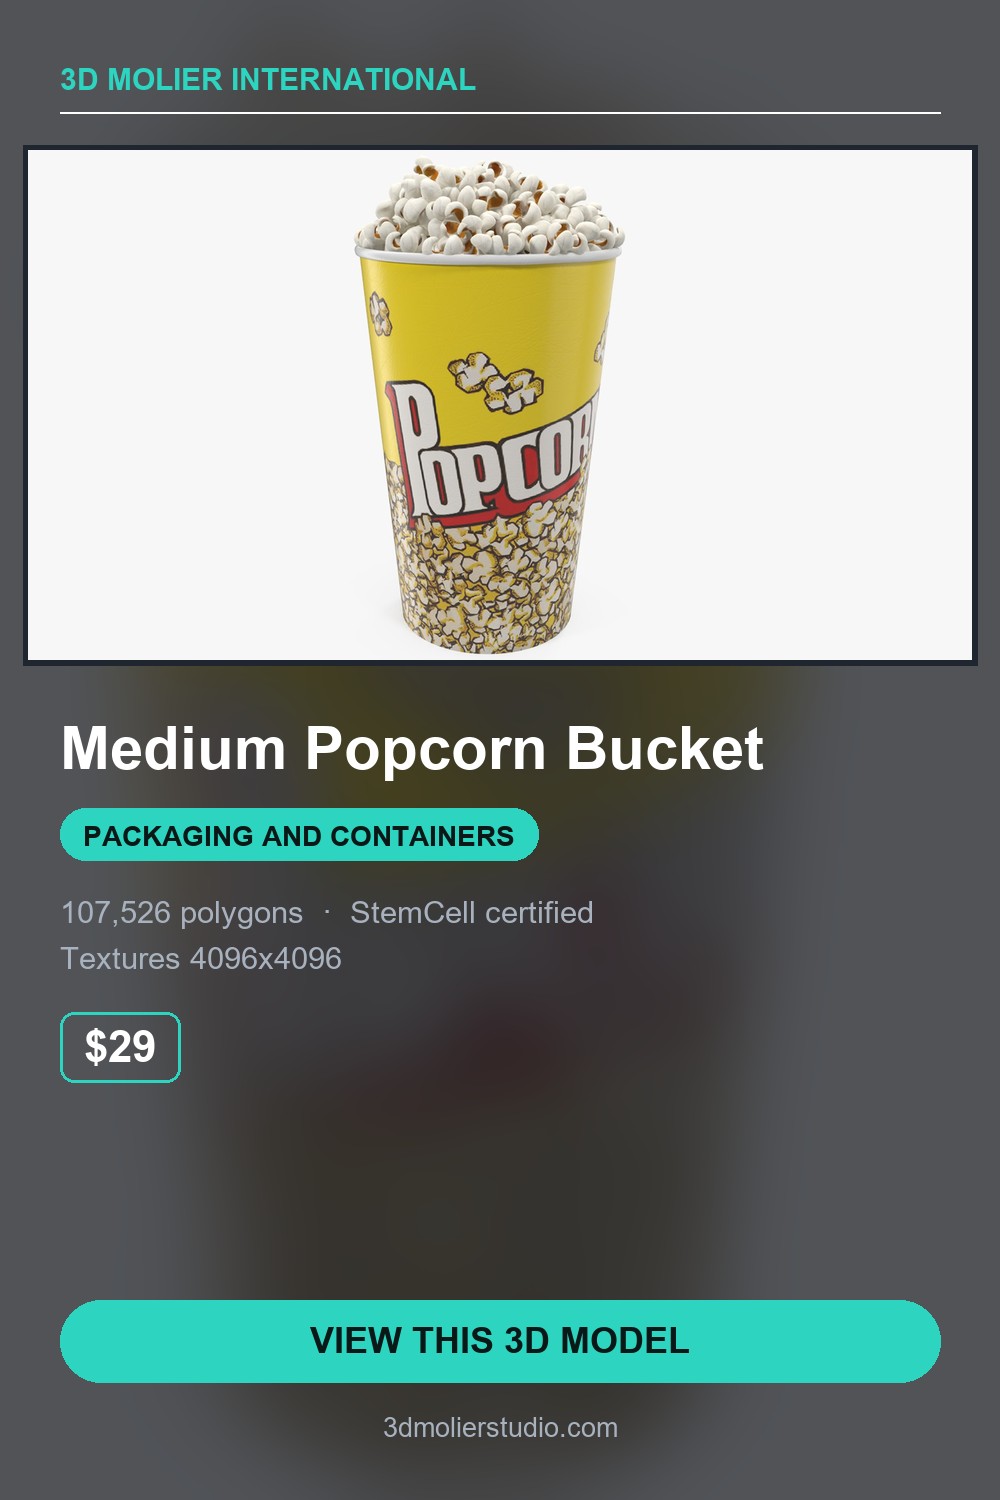 3D MOLIER INTERNATIONAL
POPCOR
Medium Popcorn Bucket
PACKAGING AND CONTAINERS
107,526 polygons · StemCell certified
Textures 4096x4096
$29
VIEW THIS 3D MODEL
3dmolierstudio.com